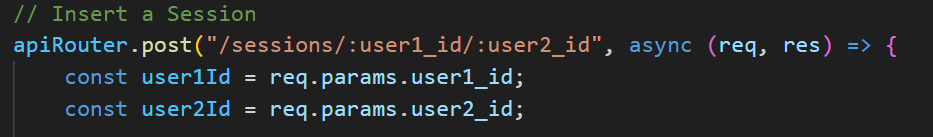 // Insert a Session
apiRouter.post("/sessions/:user1_id/:user2_id", async (req, res) => {
    const user1Id = req.params.user1_id;
    const user2Id = req.params.user2_id;